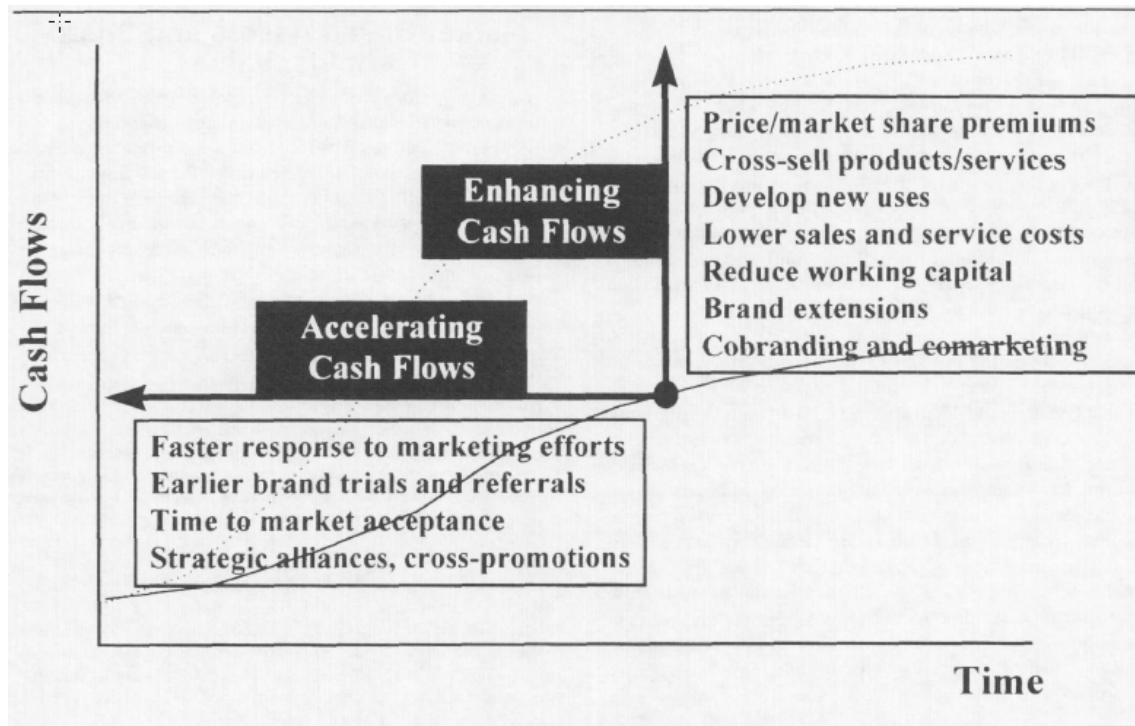 Price/market share premiums
Cross-sell products/services
Enhancing
Cash Flows
Develop new uses
Lower sales and service costs
Reduce working capital
Brand extensions
Cobranding and comarketing
Cash Flows
Accelerating
Cash Flows
Faster response to marketing efforts
Earlier brand trials and referrals
Time to market acceptance
Strategic alliances, cross-promotions
Time